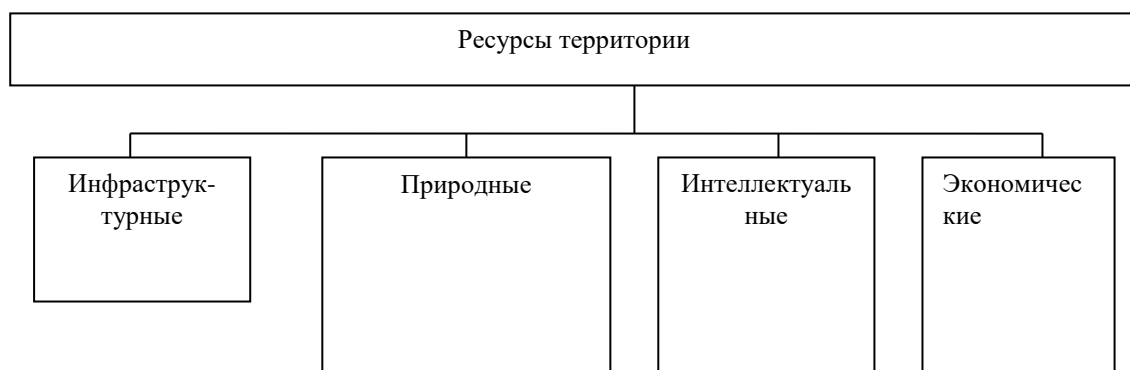 Ресурсы территории
Инфраструк-
турные
Природные
Интеллектуаль
ные
Экономичес
кие